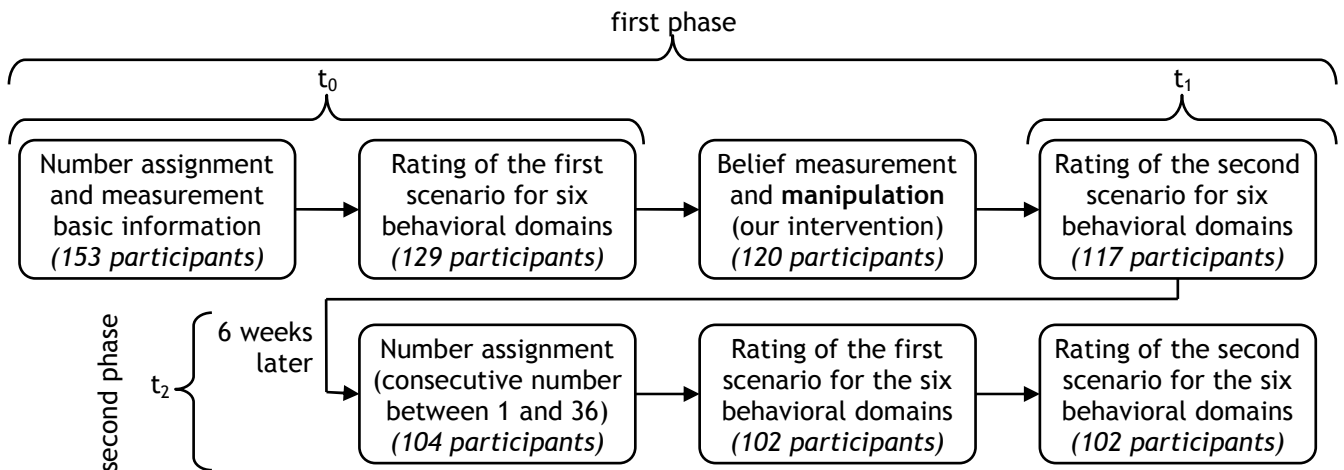 first phase
t₀
t₁
Number assignment
and measurement
basic information
(153 participants)
Rating of the first
scenario for six
behavioral domains
(129 participants)
Belief measurement
and manipulation
(our intervention)
(120 participants)
Rating of the second
scenario for six
behavioral domains
(117 participants)
second phase
t₂
6 weeks
later
Number assignment
(consecutive number
between 1 and 36)
(104 participants)
Rating of the first
scenario for the six
behavioral domains
(102 participants)
Rating of the second
scenario for the six
behavioral domains
(102 participants)